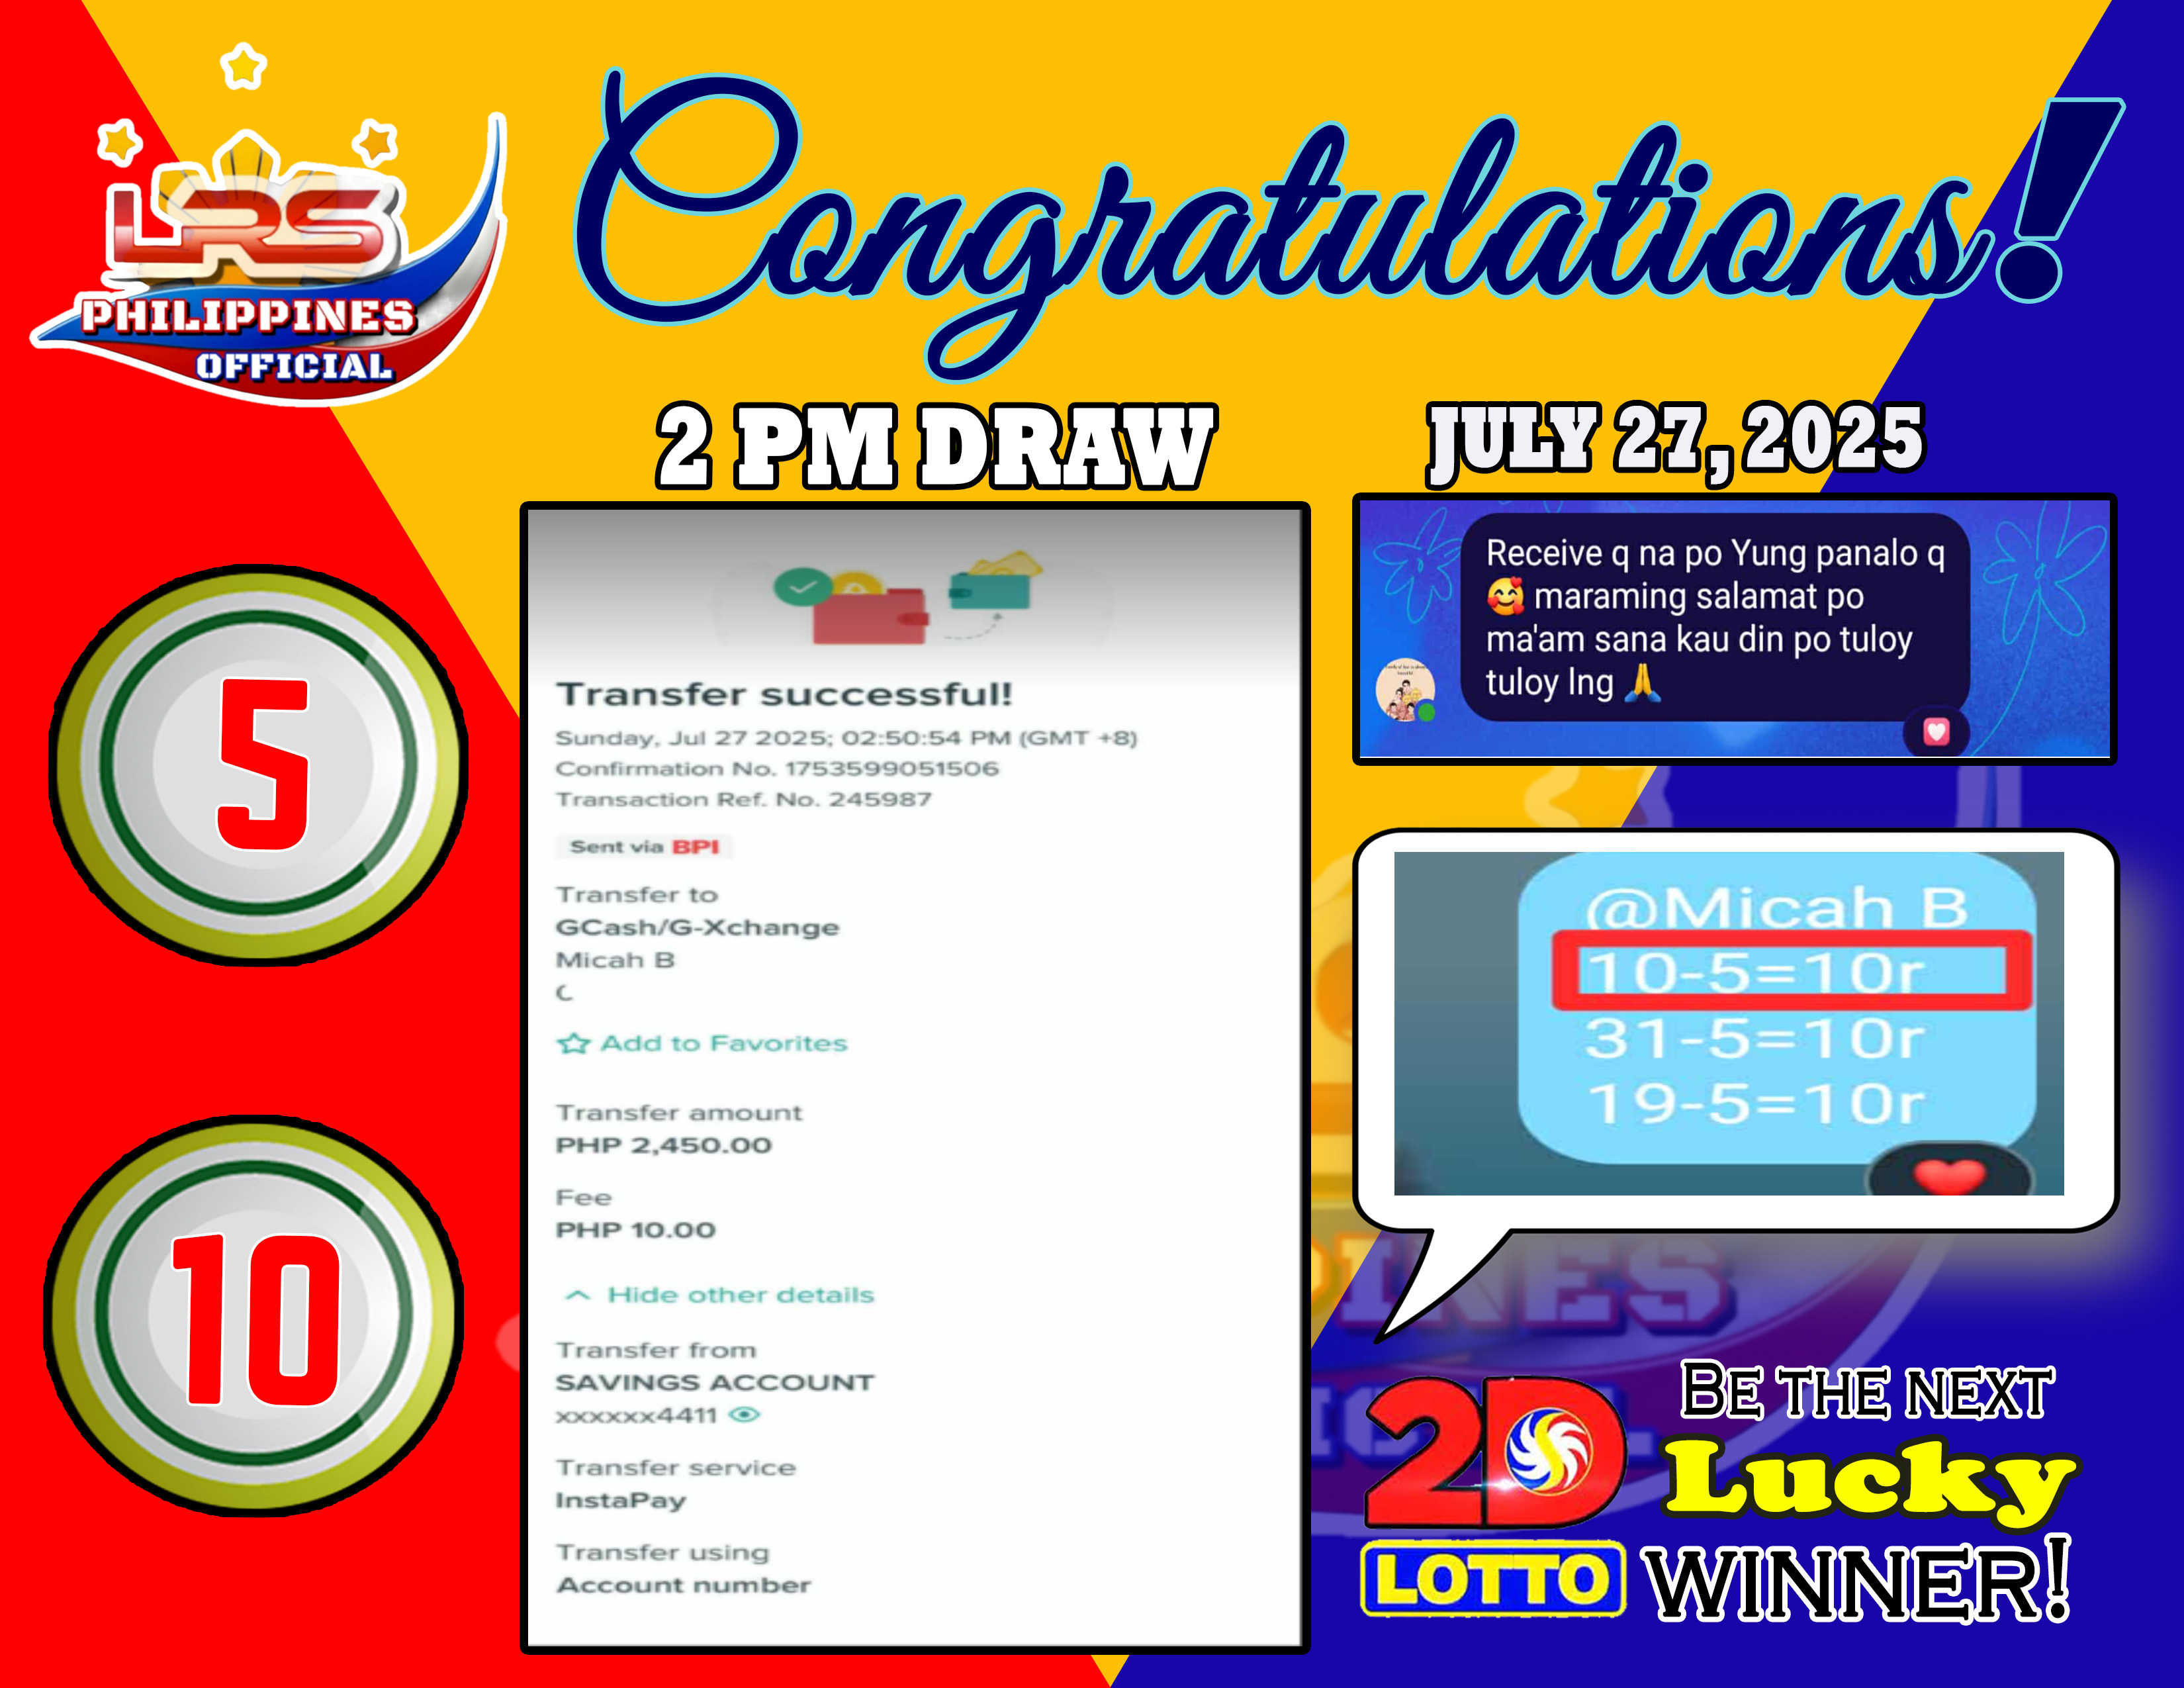 LRS
PHILIPPINES
OFFICIAL
Congratulations!
2 PM DRAW
JULY 27, 2025
5
10
Transfer successful!
Sunday, Jul 27 2025; 02:50:54 PM (GMT +8)
Confirmation No. 1753599051506
Transaction Ref. No. 245987
Sent via BPI
Transfer to
GCash/G-Xchange
Micah B
Add to Favorites
Transfer amount
PHP 2,450.00
Fee
PHP 10.00
Hide other details
Transfer from
SAVINGS ACCOUNT
xxxxxx4411
Transfer service
InstaPay
Transfer using
Account number
Receive q na po Yung panalo q
🥰 maraming salamat po
ma'am sana kau din po tuloy
tuloy lng 🙏
@Micah B
10-5=10r
31-5=10r
19-5=10r
2D
LOTTO
BE THE NEXT
Lucky
WINNER!